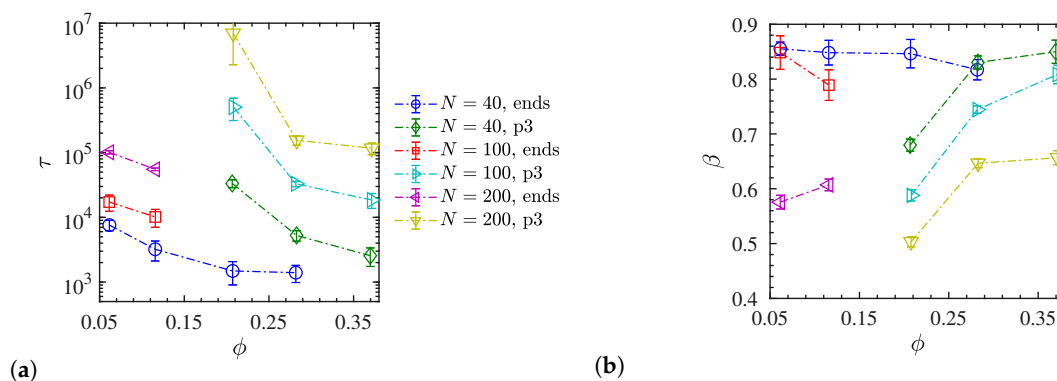 τ
10^7
10^6
10^5
10^4
10^3
0.05 0.15 0.25 0.35
ϕ
(a)
N = 40, ends
N = 40, p3
N = 100, ends
N = 100, p3
N = 200, ends
N = 200, p3
β
0.9
0.8
0.7
0.6
0.5
0.4
0.05 0.15 0.25 0.35
ϕ
(b)